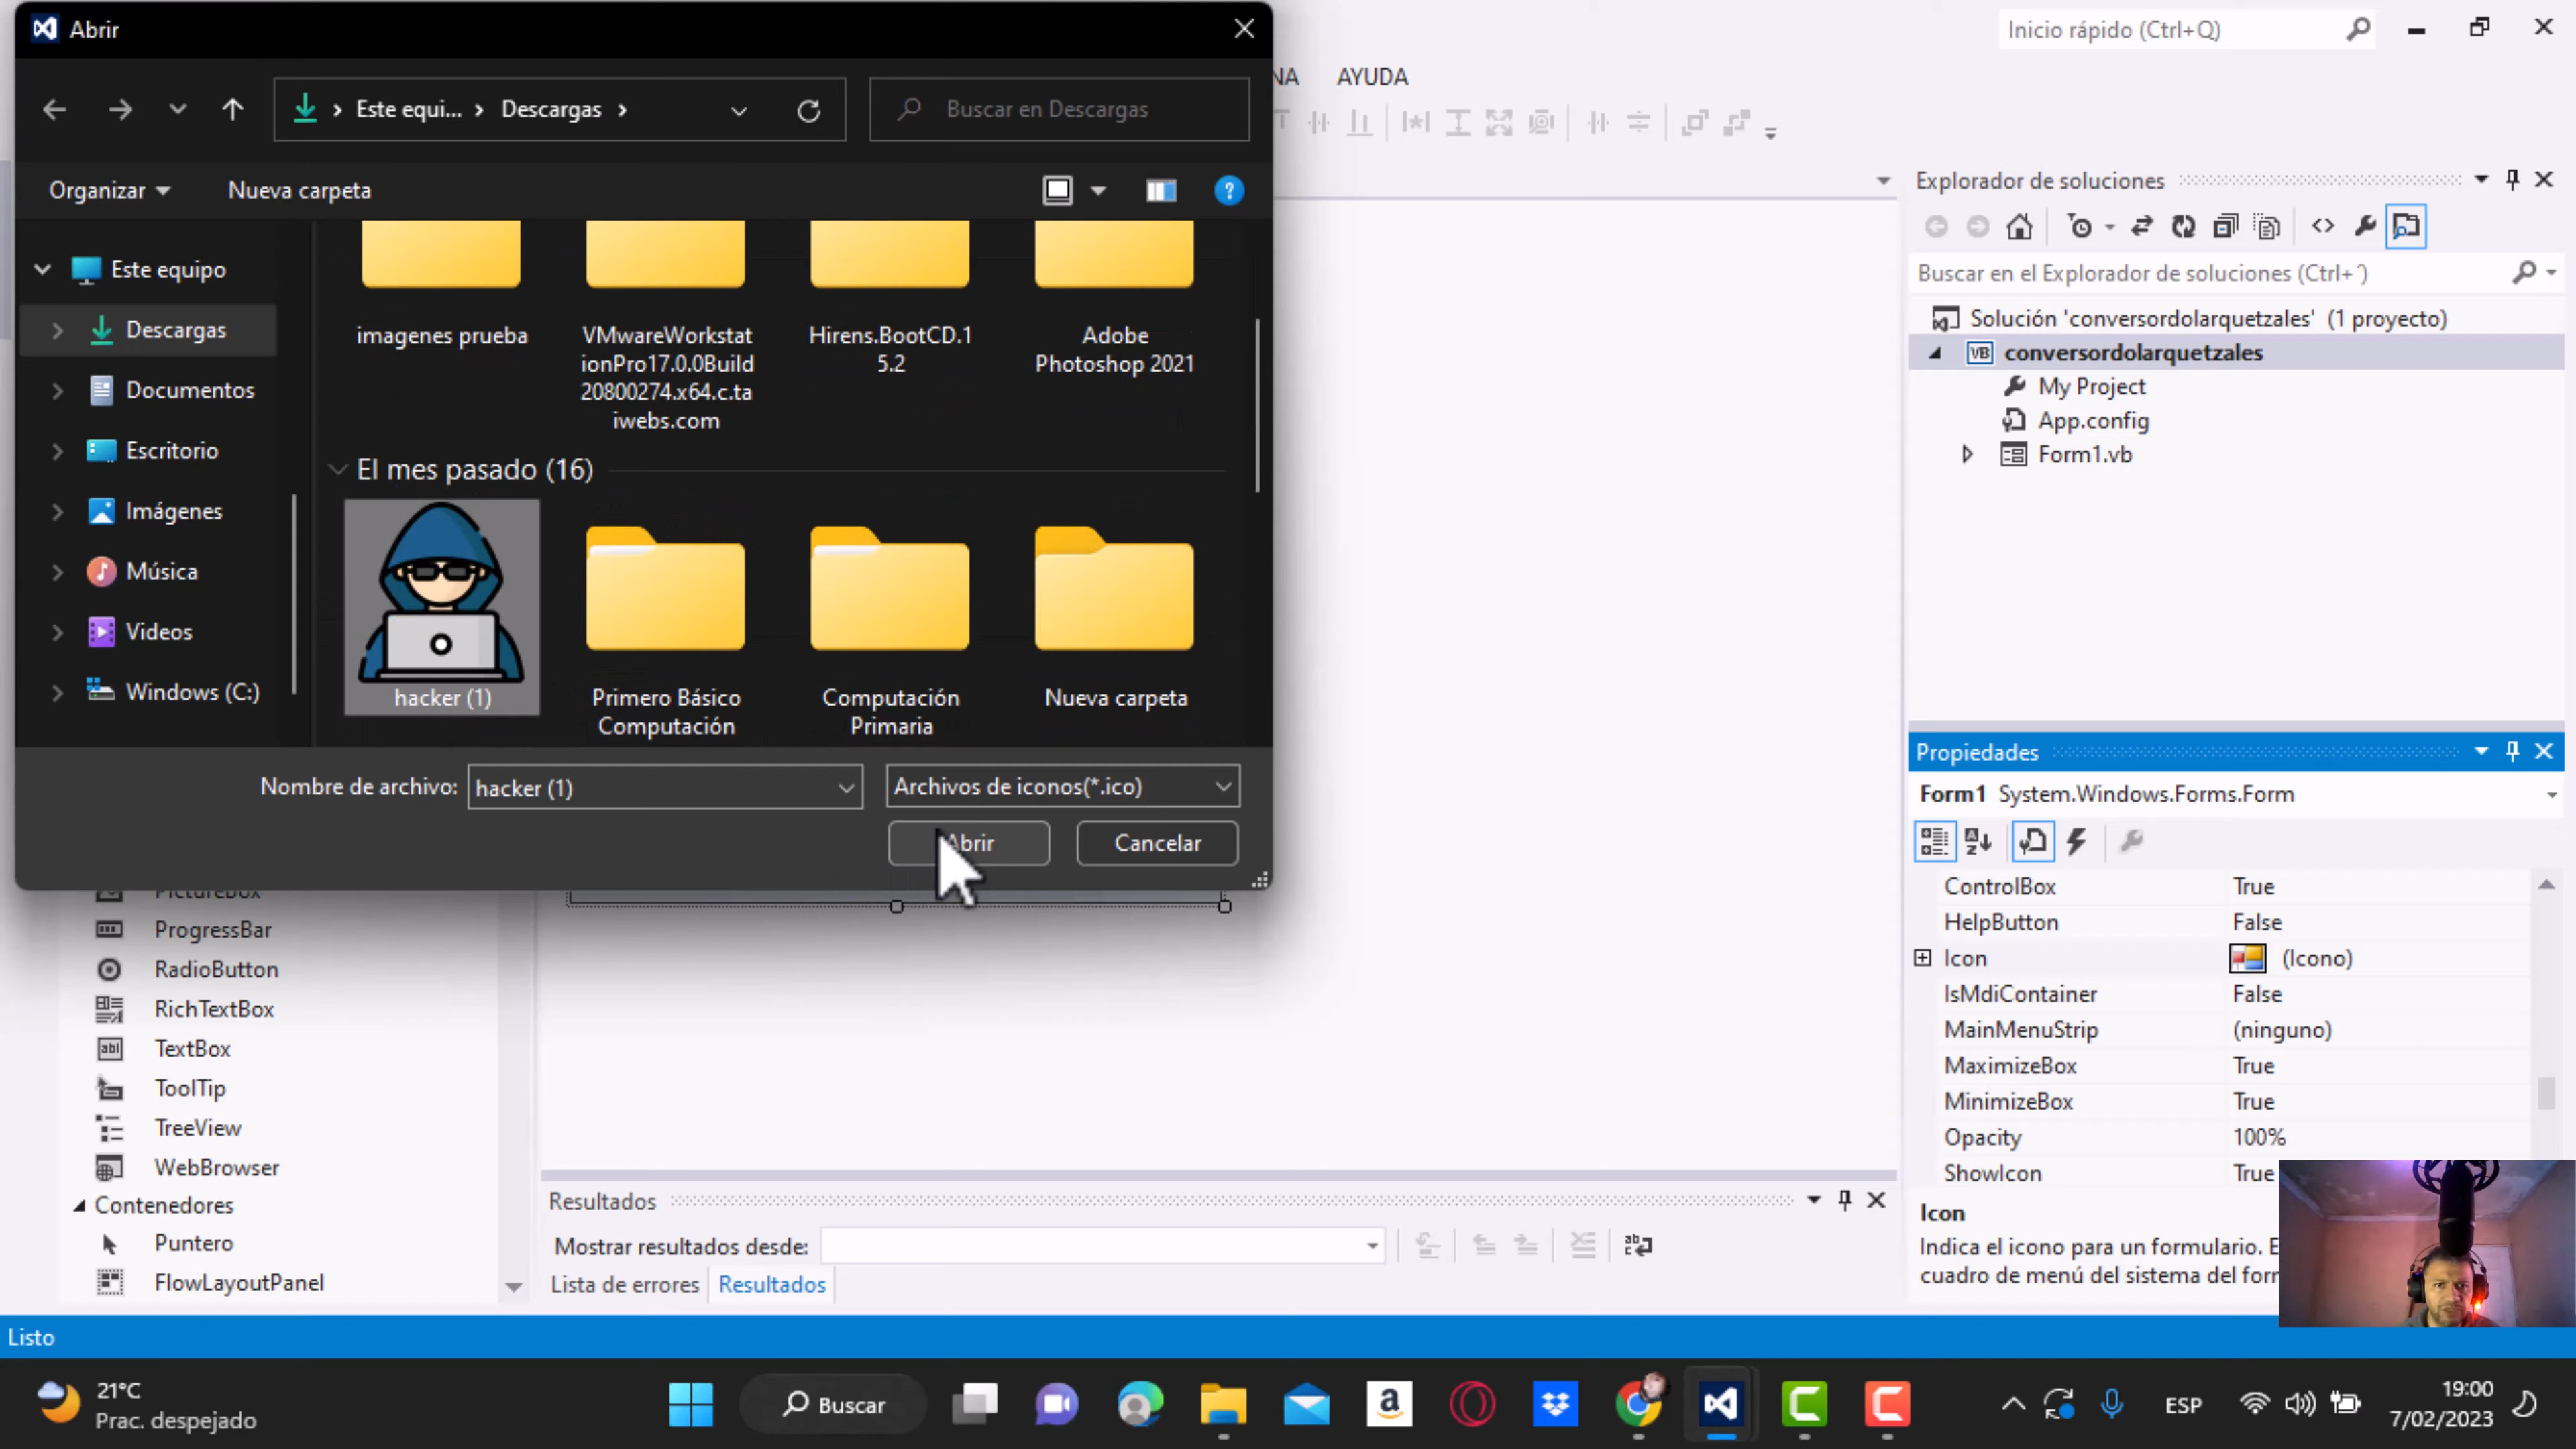 Abrir
Inicio rápido (Ctrl+Q)
NA AYUDA
Este equi... Descargas
Buscar en Descargas
Organizar
Nueva carpeta
Este equipo
Descargas
Documentos
Escritorio
Imágenes
Música
Videos
Windows (C:)
imagenes prueba
VMwareWorkstat
ionPro17.0.0Build
20800274.x64.c.ta
iwebs.com
Hirens.BootCD.1
5.2
Adobe
Photoshop 2021
El mes pasado (16)
hacker (1)
Primero Básico
Computación
Computación
Primaria
Nueva carpeta
Nombre de archivo: hacker (1)
Archivos de iconos(*.ico)
Abrir
Cancelar
PictureBox
ProgressBar
RadioButton
RichTextBox
TextBox
ToolTip
TreeView
WebBrowser
Contenedores
Puntero
FlowLayoutPanel
Resultados
Mostrar resultados desde:
Lista de errores
Resultados
Explorador de soluciones
Buscar en el Explorador de soluciones (Ctrl+´)
Solución 'conversordolarquetzales' (1 proyecto)
VB conversordolarquetzales
My Project
App.config
Form1.vb
Propiedades
Form1 System.Windows.Forms.Form
ControlBox True
HelpButton False
Icon (Icono)
IsMdiContainer False
MainMenuStrip (ninguno)
MaximizeBox True
MinimizeBox True
Opacity 100%
ShowIcon True
Icon
Indica el icono para un formulario. E
cuadro de menú del sistema del for
Listo
21°C
Prac. despejado
Buscar
ESP
19:00
7/02/2023